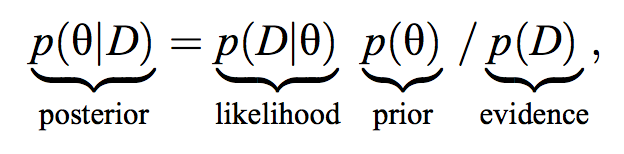 p(θ|D) = p(D|θ) p(θ) / p(D) ,
posterior likelihood prior evidence